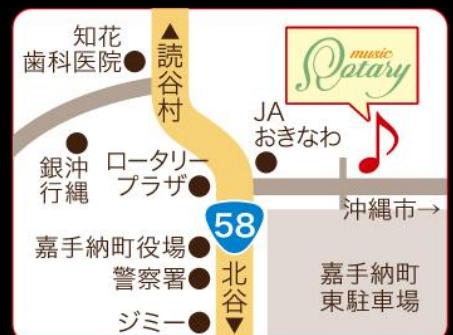 知花
歯科医院
▲読谷村
music
Rotary
JA
おきなわ
銀行
沖縄
ロータリー
プラザ
沖縄市→
58
嘉手納町役場
警察署
ジミー
北谷▼
嘉手納町
東駐車場